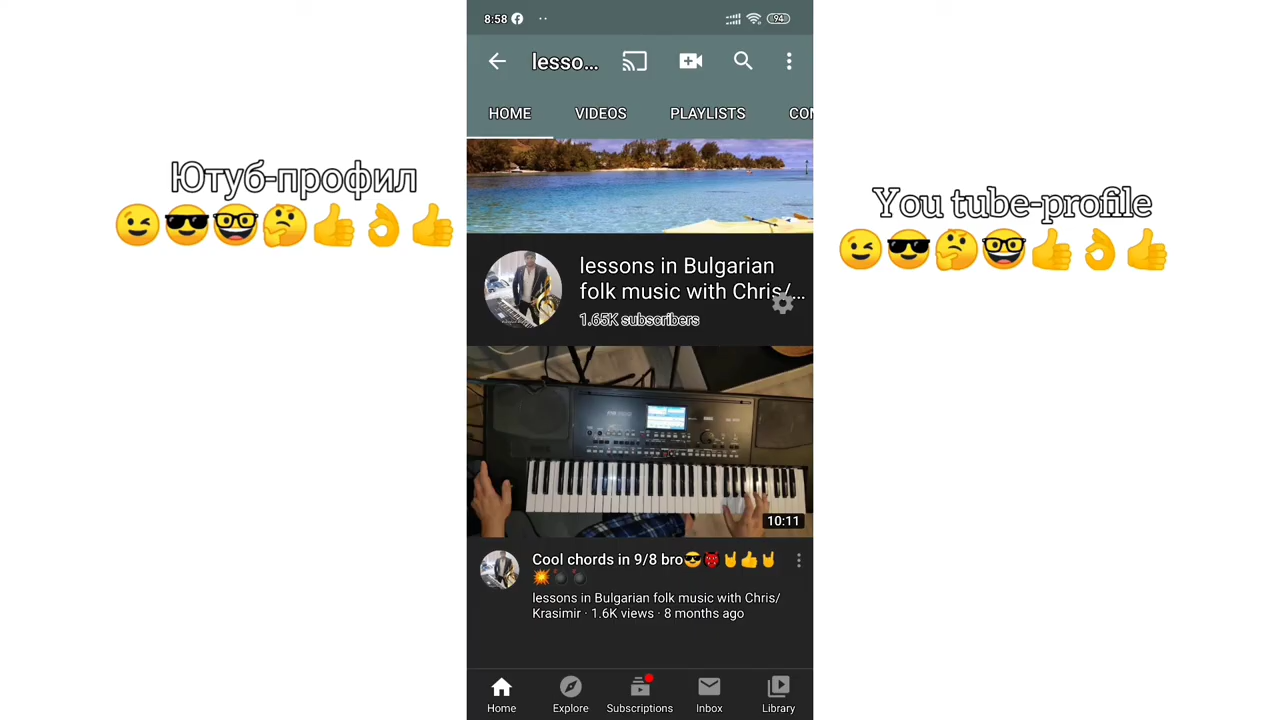 8:58
94
lesso...
HOME VIDEOS PLAYLISTS COM
Ютуб-профил
😉😎🤓🤔👍👌👍
You tube-profile
😉😎🤔🤓👍👌👍
lessons in Bulgarian
folk music with Chris/...
1.65K subscribers
10:11
Cool chords in 9/8 bro😎👹🤘👍🤘
💥💣💣
lessons in Bulgarian folk music with Chris/
Krasimir · 1.6K views · 8 months ago
Home Explore Subscriptions Inbox Library